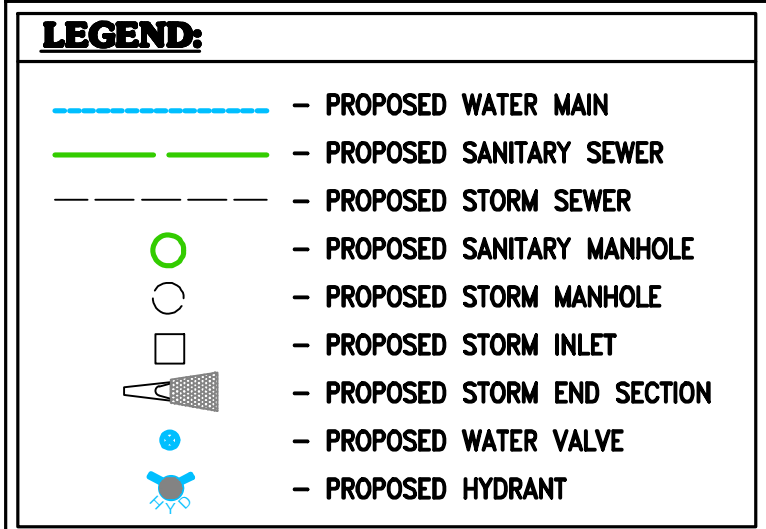 LEGEND:
- PROPOSED WATER MAIN
- PROPOSED SANITARY SEWER
- PROPOSED STORM SEWER
- PROPOSED SANITARY MANHOLE
- PROPOSED STORM MANHOLE
- PROPOSED STORM INLET
- PROPOSED STORM END SECTION
- PROPOSED WATER VALVE
HYD - PROPOSED HYDRANT